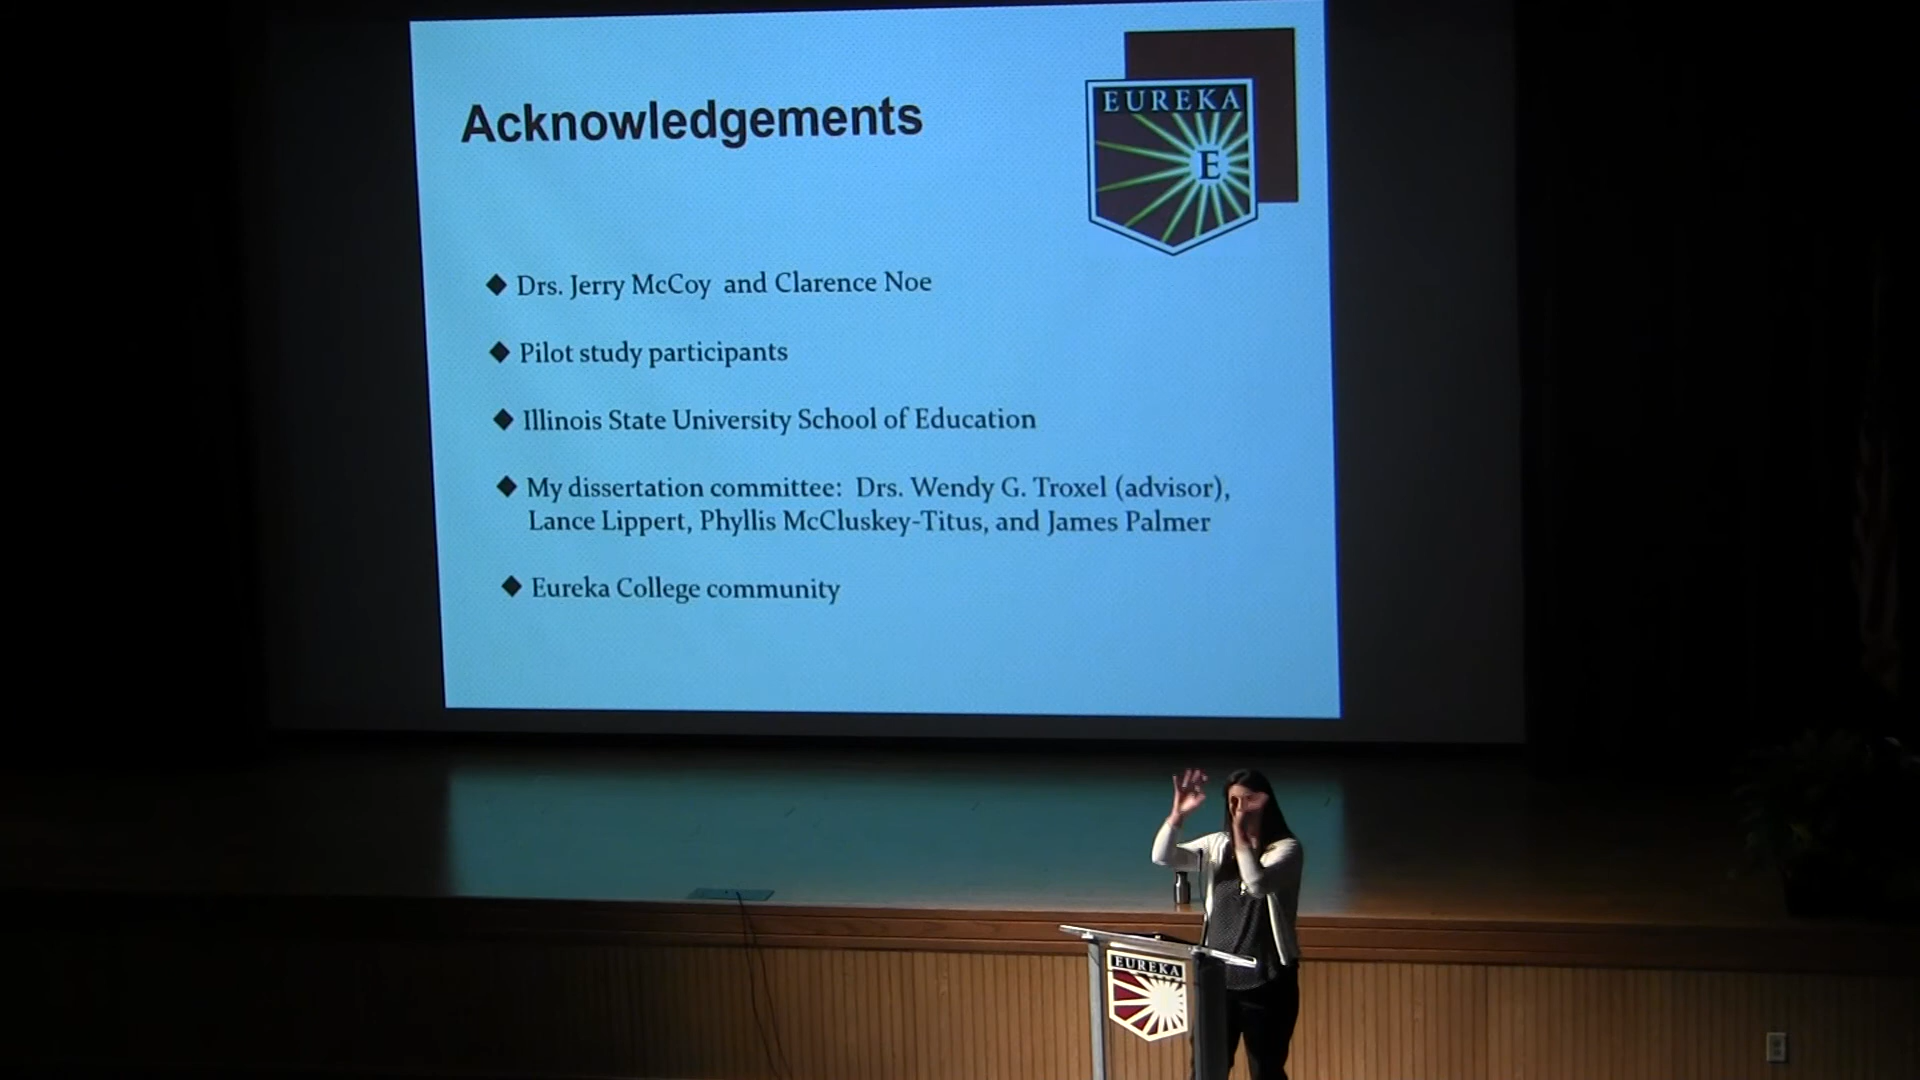 EUREKA
E
Acknowledgements
Drs. Jerry McCoy and Clarence Noe
Pilot study participants
Illinois State University School of Education
My dissertation committee: Drs. Wendy G. Troxel (advisor),
Lance Lippert, Phyllis McCluskey-Titus, and James Palmer
Eureka College community
EUREKA